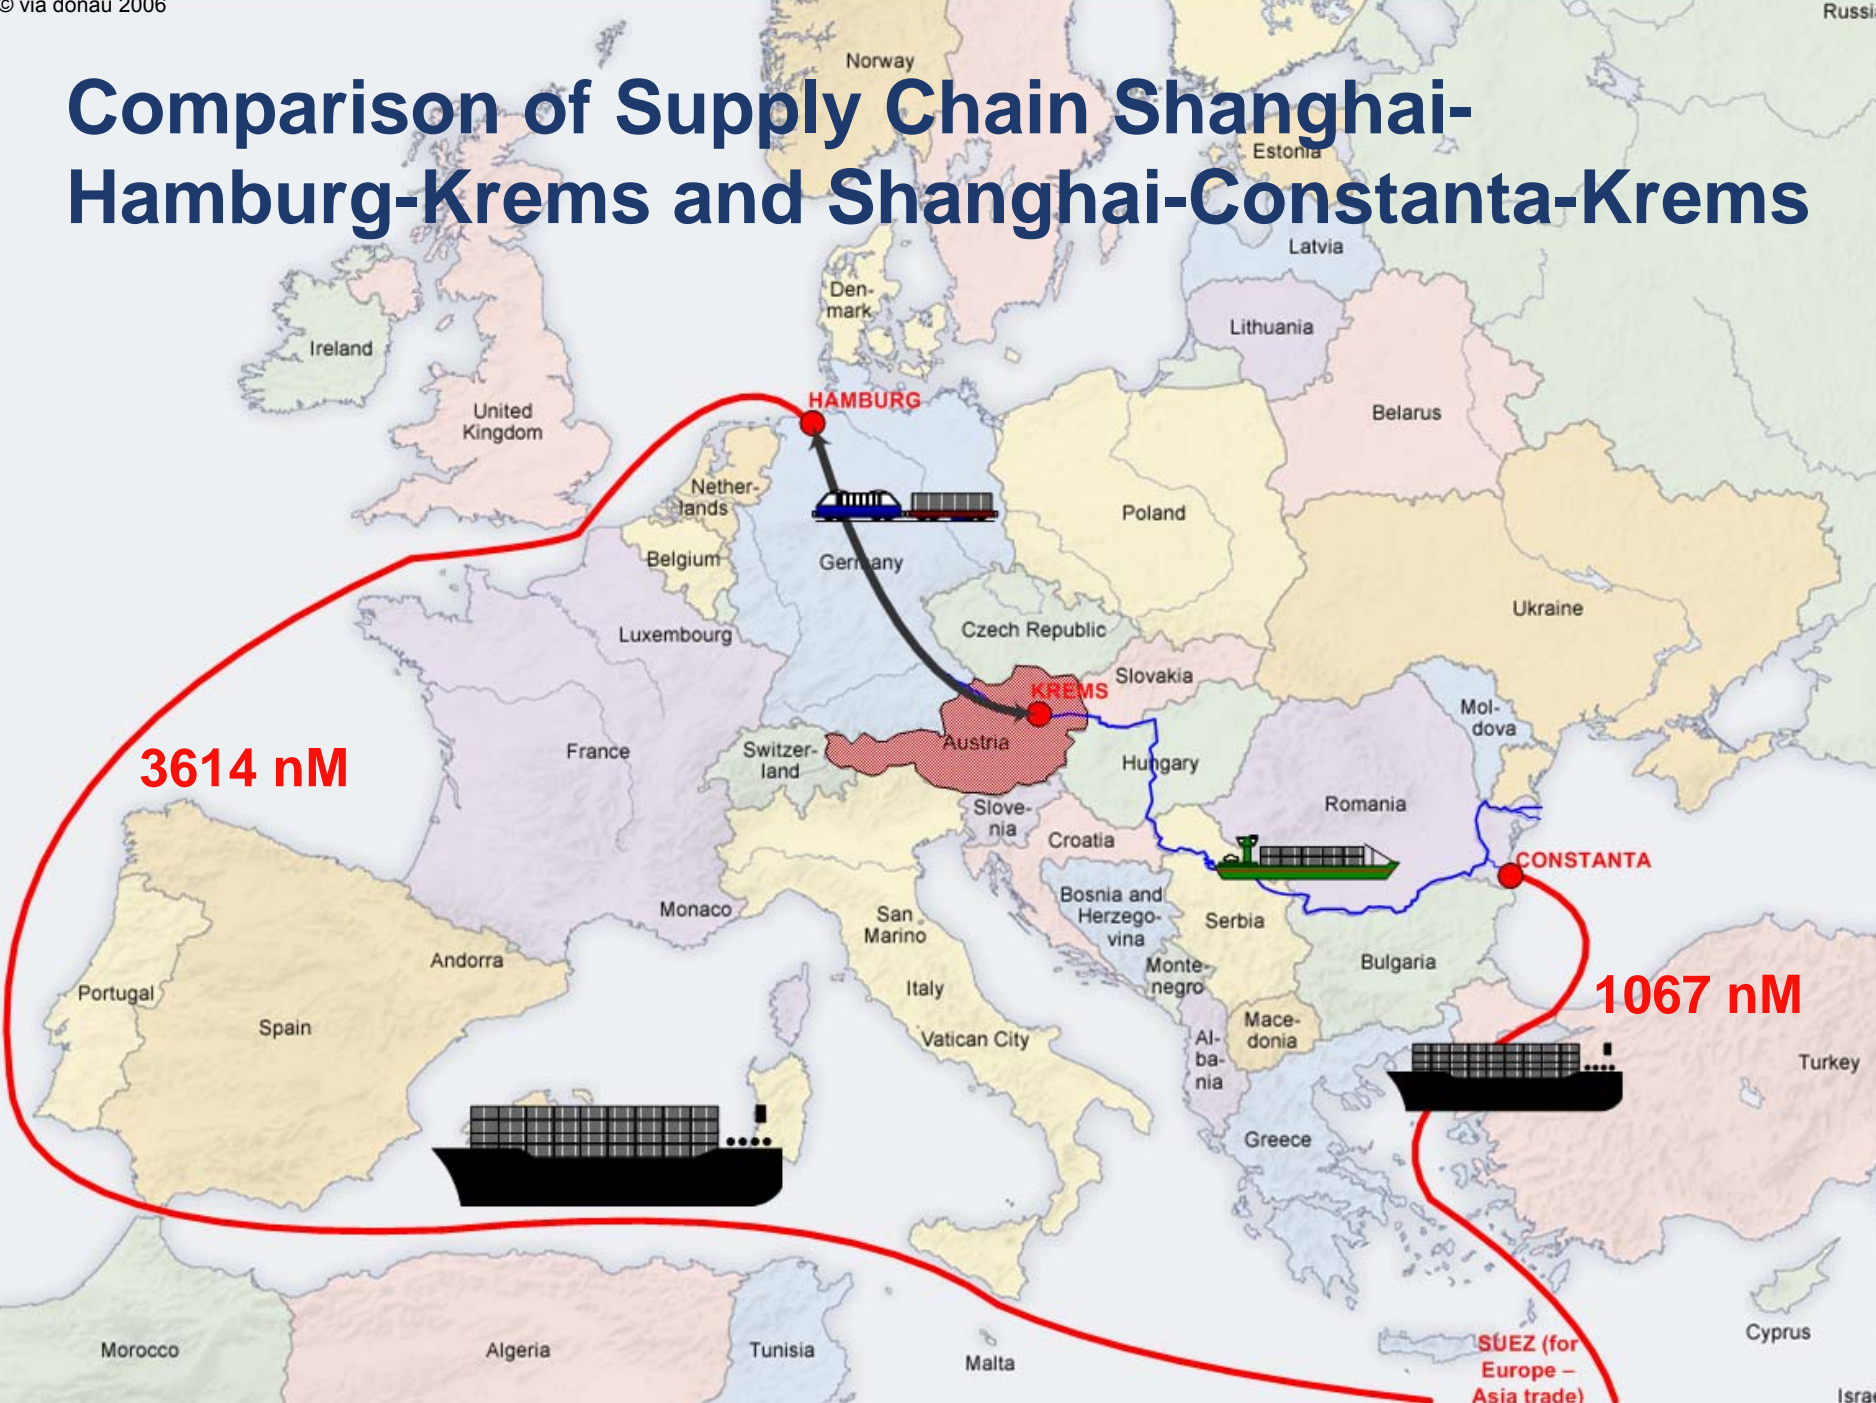 © via donau 2006
Russi
Norway
Comparison of Supply Chain Shanghai-
Hamburg-Krems and Shanghai-Constanta-Krems
Estonia
Latvia
Den-
mark
Lithuania
Ireland
United
Kingdom
HAMBURG
Belarus
Nether-
lands
Poland
Belgium
Germany
Ukraine
Luxembourg
Czech Republic
Slovakia
KREMS
Mol-
dova
3614 nM
France
Switzer-
land
Austria
Hungary
Romania
Slove-
nia
Croatia
CONSTANTA
Bosnia and
Herzego-
vina
Serbia
Monaco
San
Marino
Andorra
Bulgaria
Monte-
negro
Portugal
Italy
1067 nM
Spain
Vatican City
Mace-
donia
Al-
ba-
nia
Turkey
Greece
Morocco
Algeria
Tunisia
Malta
SUEZ (for
Europe –
Asia trade)
Cyprus
Israe